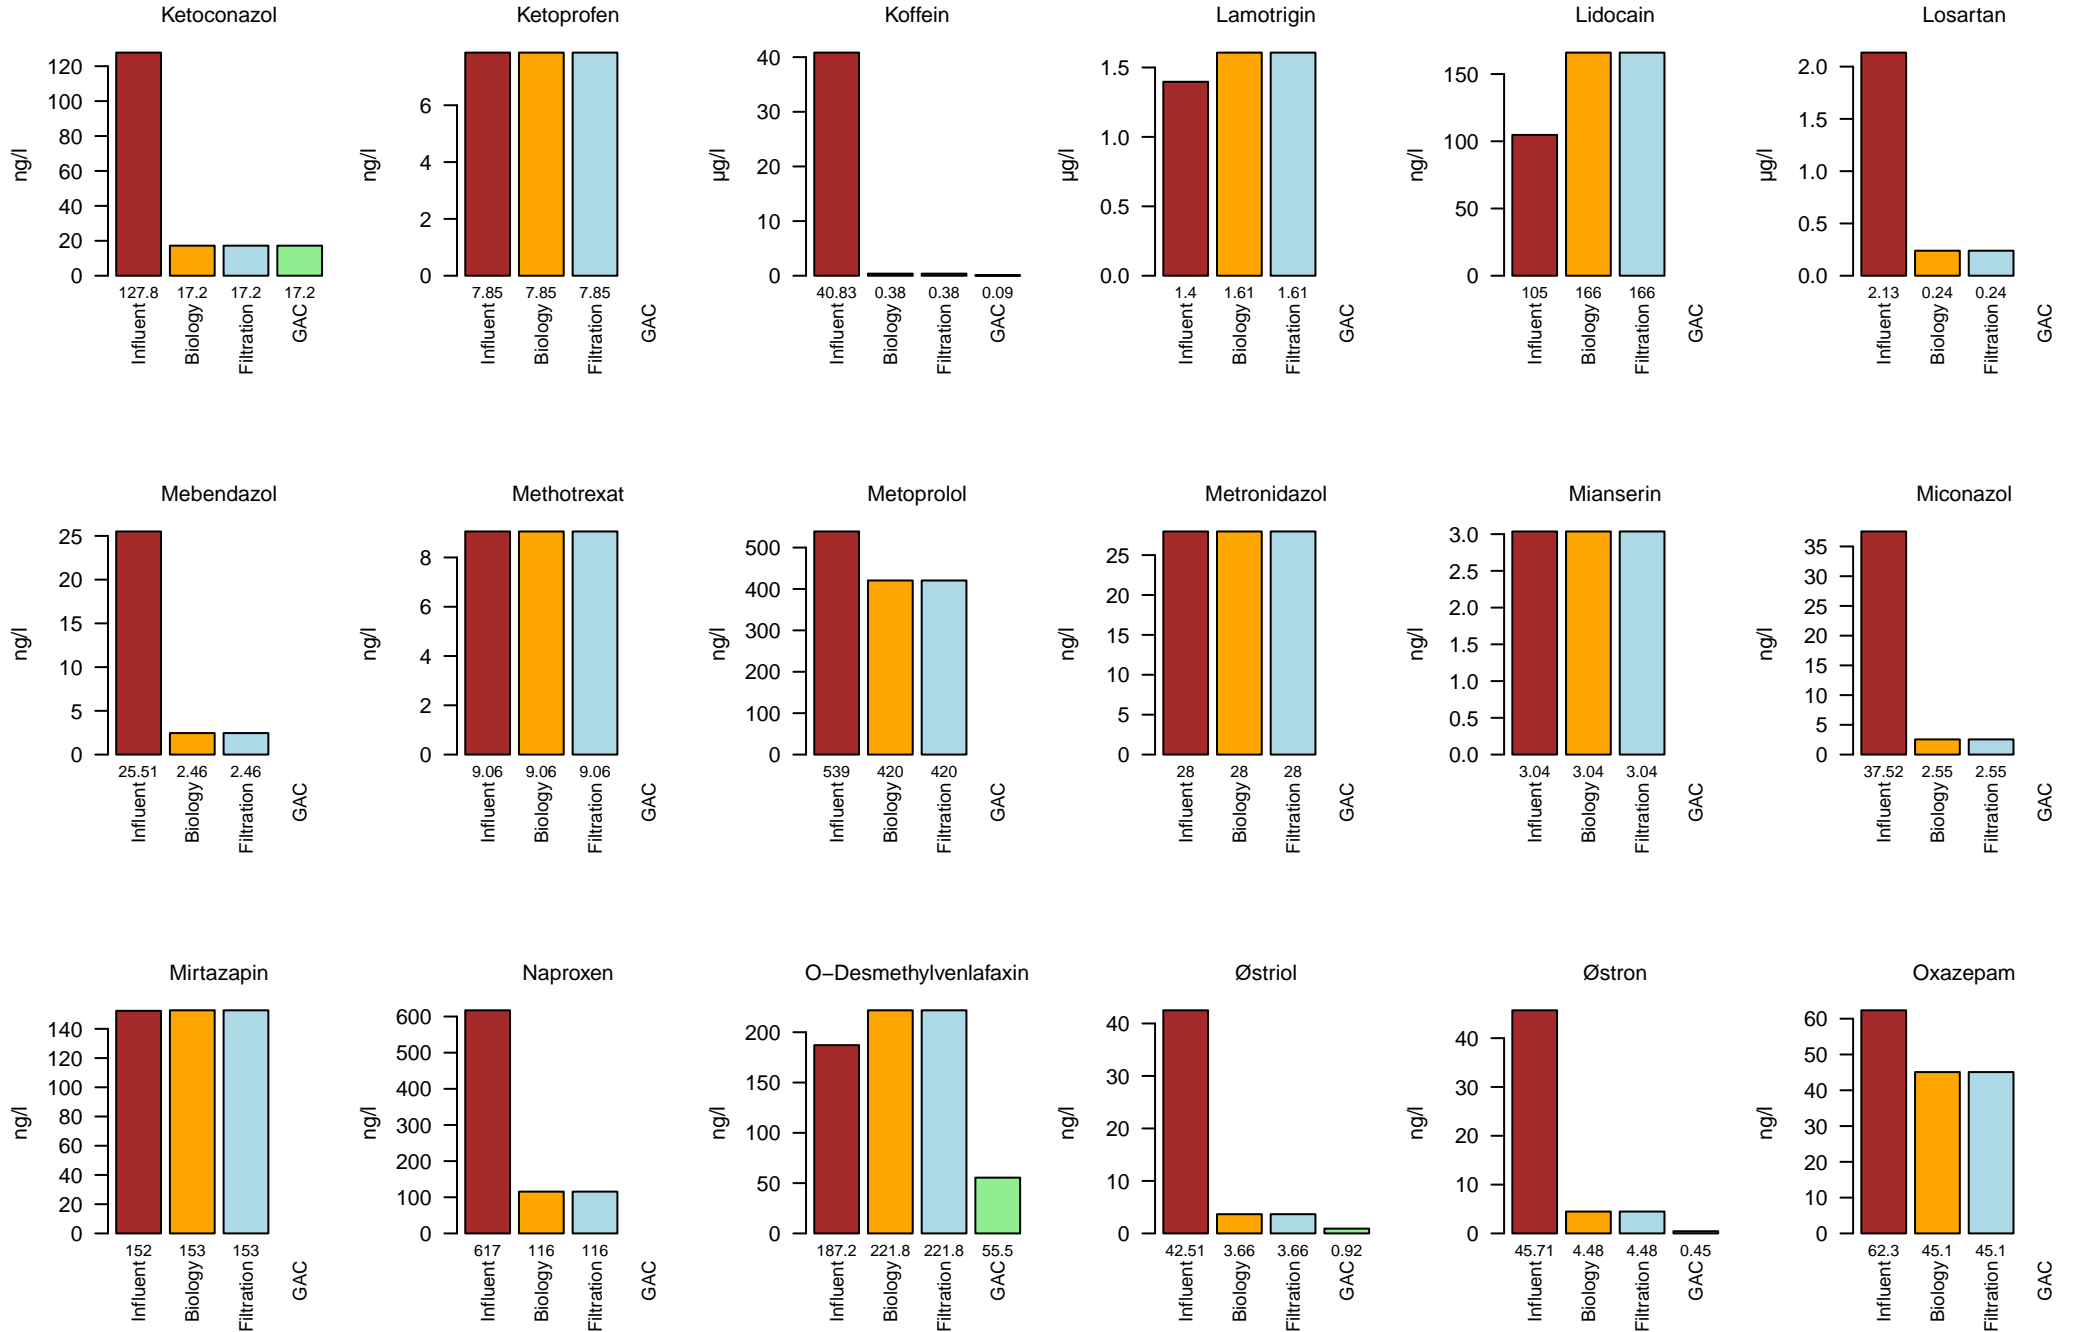 Ketoconazol
ng/l
120
100
80
60
40
20
0
127.8 17.2 17.2 17.2
Influent Biology Filtration GAC
Ketoprofen
ng/l
6
4
2
0
7.85 7.85 7.85
Influent Biology Filtration GAC
Koffein
µg/l
40
30
20
10
0
40.83 0.38 0.38 0.09
Influent Biology Filtration GAC
Lamotrigin
µg/l
1.5
1.0
0.5
0.0
1.4 1.61 1.61
Influent Biology Filtration GAC
Lidocain
ng/l
150
100
50
0
105 166 166
Influent Biology Filtration GAC
Losartan
µg/l
2.0
1.5
1.0
0.5
0.0
2.13 0.24 0.24
Influent Biology Filtration GAC
Mebendazol
ng/l
25
20
15
10
5
0
25.51 2.46 2.46
Influent Biology Filtration GAC
Methotrexat
ng/l
8
6
4
2
0
9.06 9.06 9.06
Influent Biology Filtration GAC
Metoprolol
ng/l
500
400
300
200
100
0
539 420 420
Influent Biology Filtration GAC
Metronidazol
ng/l
25
20
15
10
5
0
28 28 28
Influent Biology Filtration GAC
Mianserin
ng/l
3.0
2.5
2.0
1.5
1.0
0.5
0.0
3.04 3.04 3.04
Influent Biology Filtration GAC
Miconazol
ng/l
35
30
25
20
15
10
5
0
37.52 2.55 2.55
Influent Biology Filtration GAC
Mirtazapin
ng/l
140
120
100
80
60
40
20
0
152 153 153
Influent Biology Filtration GAC
Naproxen
ng/l
600
500
400
300
200
100
0
617 116 116
Influent Biology Filtration GAC
O−Desmethylvenlafaxin
ng/l
200
150
100
50
0
187.2 221.8 221.8 55.5
Influent Biology Filtration GAC
Østriol
ng/l
40
30
20
10
0
42.51 3.66 3.66 0.92
Influent Biology Filtration GAC
Østron
ng/l
40
30
20
10
0
45.71 4.48 4.48 0.45
Influent Biology Filtration GAC
Oxazepam
ng/l
60
50
40
30
20
10
0
62.3 45.1 45.1
Influent Biology Filtration GAC